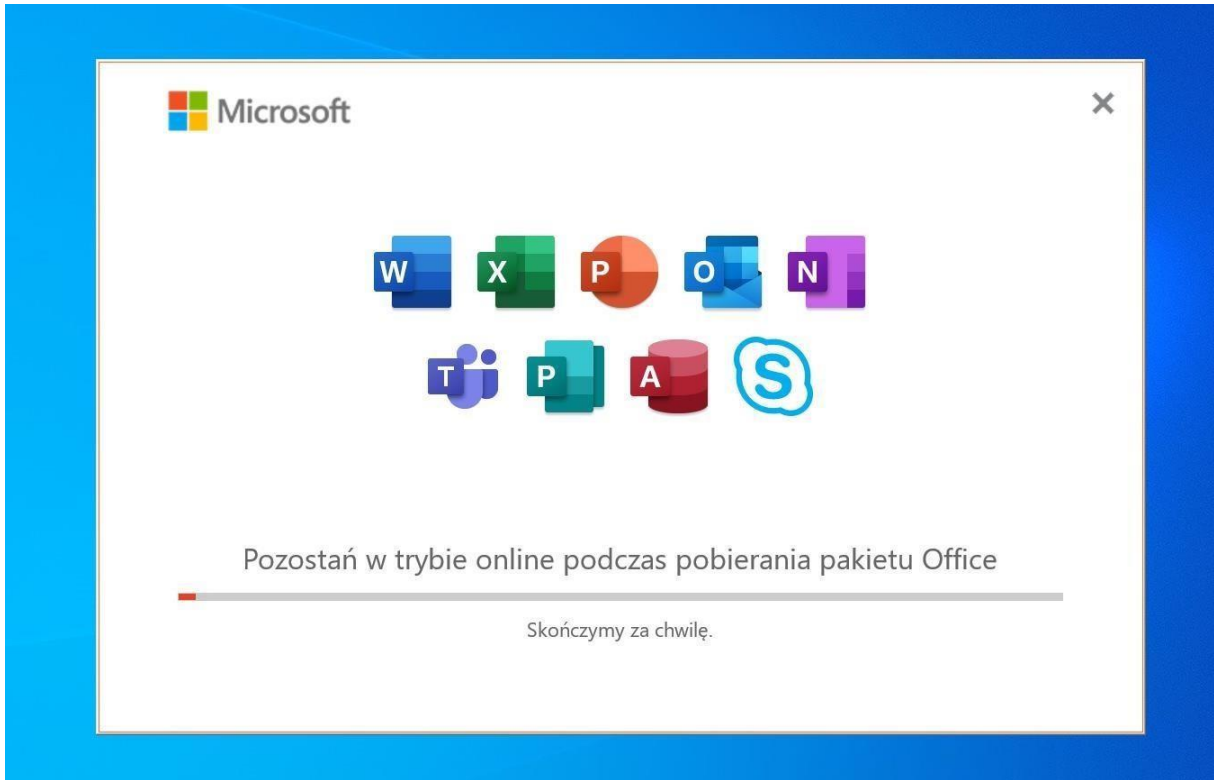 Microsoft
W X P O N
T P A S
Pozostań w trybie online podczas pobierania pakietu Office
Skończymy za chwilę.